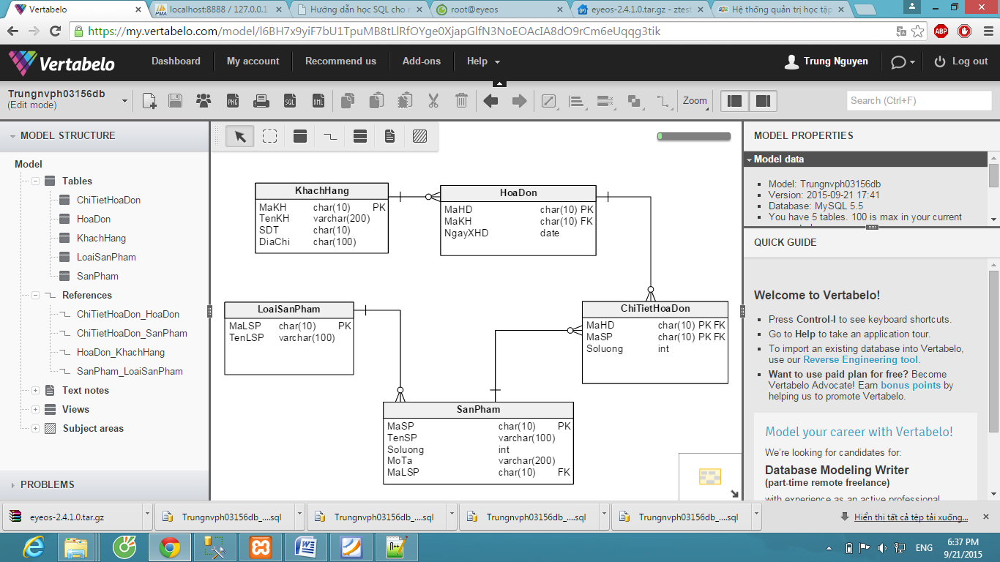 Vertabelo
localhost:8888 / 127.0.0.1
Hướng dẫn học SQL cho
root@eyeos
eyeos-2.4.1.0.tar.gz - ztest
Hệ thống quản trị học tập
https://my.vertabelo.com/model/l6BH7x9yiF7bU1TpuMB8tLlRfOYge0XjapGlfN3NoEOAcIA8dO9rCm6eUqqg3tik
ABP
Vertabelo
Dashboard
My account
Recommend us
Add-ons
Help
Trung Nguyen
Log out
Trungnvph03156db
(Edit mode)
PNG
SQL
XML
Zoom
Search (Ctrl+F)
MODEL STRUCTURE
Model
Tables
ChiTietHoaDon
HoaDon
KhachHang
LoaiSanPham
SanPham
References
ChiTietHoaDon_HoaDon
ChiTietHoaDon_SanPham
HoaDon_KhachHang
SanPham_LoaiSanPham
Text notes
Views
Subject areas
PROBLEMS
KhachHang
MaKH char(10) PK
TenKH varchar(200)
SDT char(10)
DiaChi char(100)
HoaDon
MaHD char(10) PK
MaKH char(10) FK
NgayXHD date
LoaiSanPham
MaLSP char(10) PK
TenLSP varchar(100)
ChiTietHoaDon
MaHD char(10) PK FK
MaSP char(10) PK FK
Soluong int
SanPham
MaSP char(10) PK
TenSP varchar(100)
Soluong int
MoTa varchar(200)
MaLSP char(10) FK
MODEL PROPERTIES
Model data
Model: Trungnvph03156db
Version: 2015-09-21 17:41
Database: MySQL 5.5
You have 5 tables. 100 is max in your current
QUICK GUIDE
Welcome to Vertabelo!
Press Control-I to see keyboard shortcuts.
Go to Help to take an application tour.
To import an existing database into Vertabelo,
use our Reverse Engineering tool.
Want to use paid plan for free? Become
Vertabelo Advocate! Earn bonus points by
helping us to promote Vertabelo.
Model your career with Vertabelo!
We're looking for candidates for:
Database Modeling Writer
(part-time remote freelance)
with experience as an active professional
eyeos-2.4.1.0.tar.gz
Trungnvph03156db_....sql
Trungnvph03156db_....sql
Trungnvph03156db_....sql
Trungnvph03156db_....sql
Hiển thị tất cả tệp tải xuống...
ENG
6:37 PM
9/21/2015